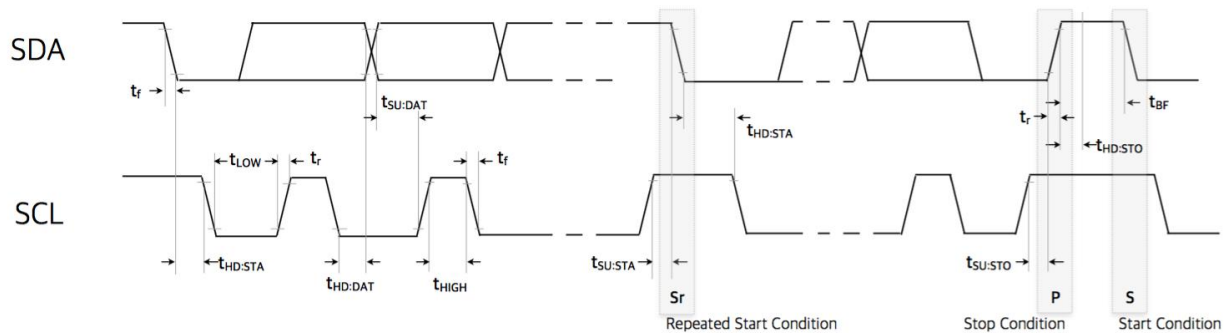 SDA
tf
tSU:DAT
tHD:STA
tBF
tr
tHD:STO
tLOW
tr
tf
SCL
tHD:STA
tHD:DAT
tHIGH
tSU:STA
tSU:STO
Sr
P
S
Repeated Start Condition
Stop Condition
Start Condition